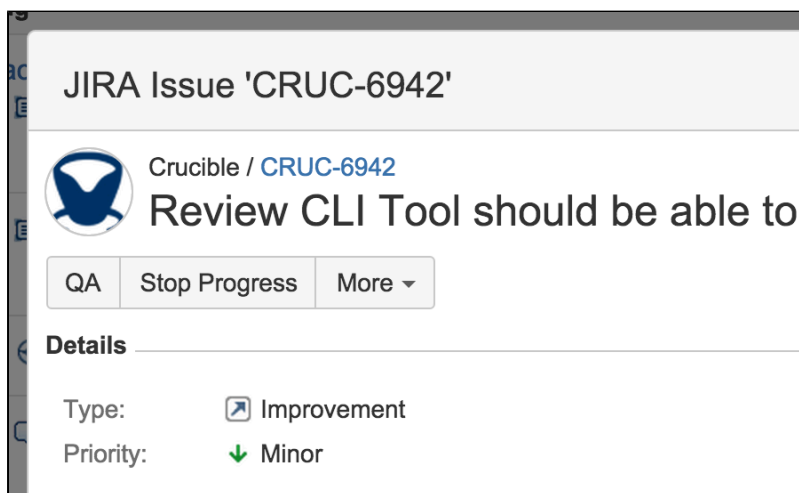 JIRA Issue 'CRUC-6942'
Crucible / CRUC-6942
Review CLI Tool should be able to
QA Stop Progress More
Details
Type: Improvement
Priority: Minor